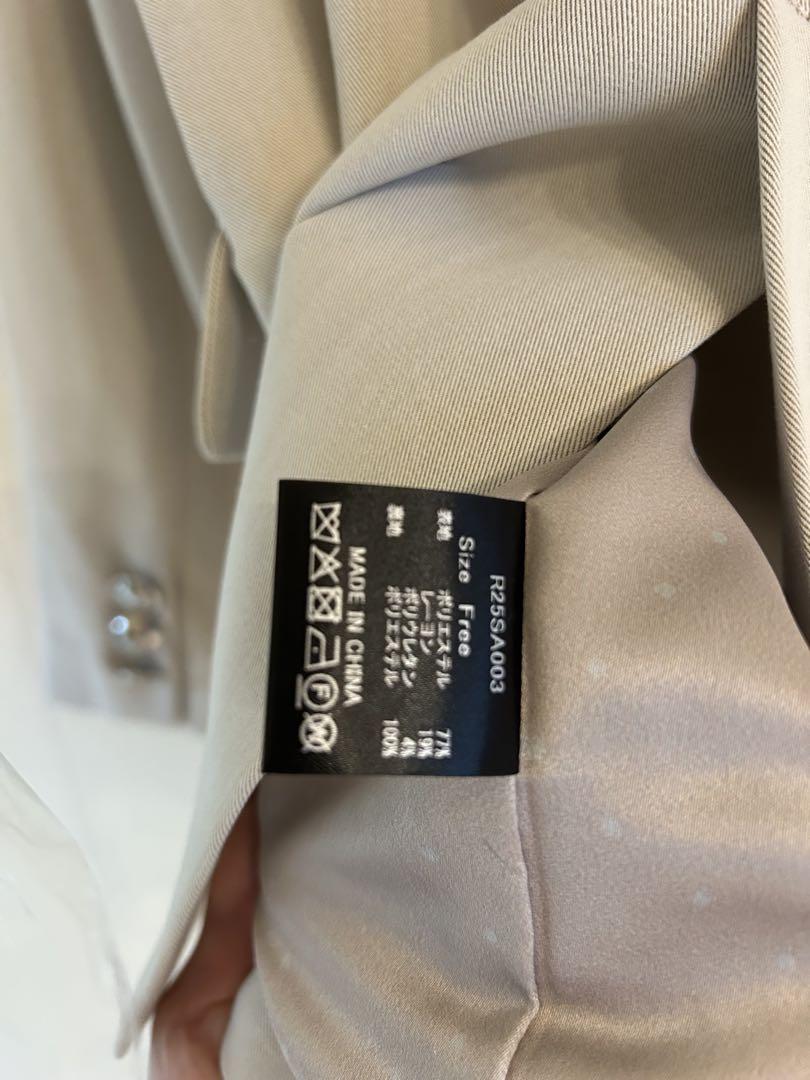 R25SA003
Size Free
表地 ポリエステル 77%
レーヨン 19%
ポリウレタン 4%
裏地 ポリエステル 100%
MADE IN CHINA